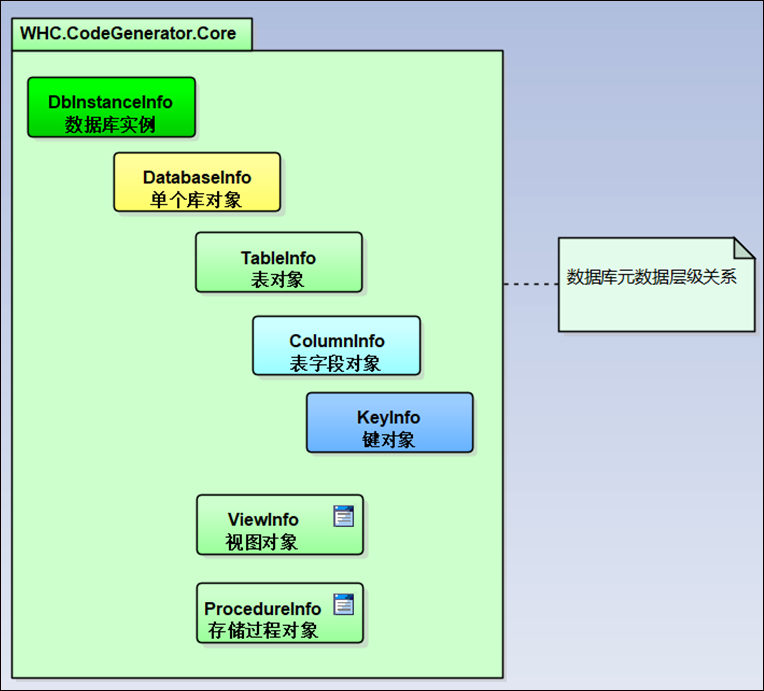 WHC.CodeGenerator.Core
DbInstanceInfo
数据库实例
DatabaseInfo
单个库对象
TableInfo
表对象
数据库元数据层级关系
ColumnInfo
表字段对象
KeyInfo
键对象
ViewInfo
视图对象
ProcedureInfo
存储过程对象